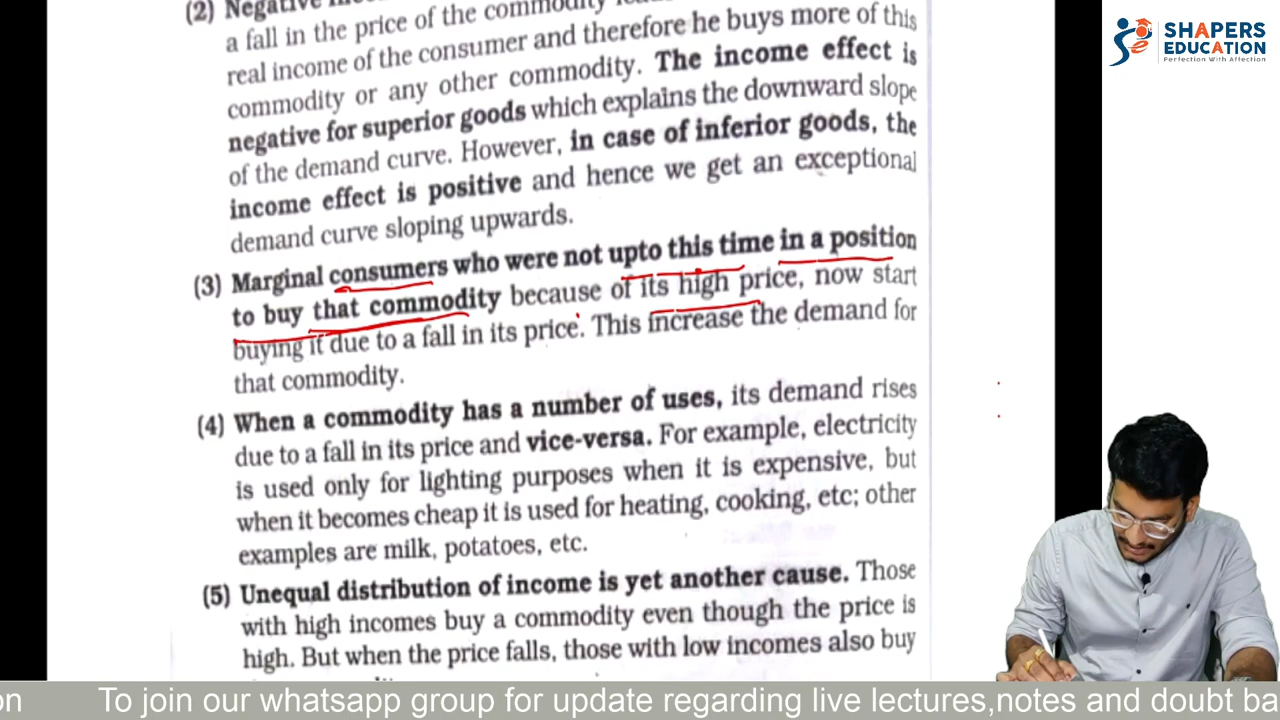 SHAPERS
EDUCATION
Perfection With Affection
(2) Negative
a fall in the price of the commodity
real income of the consumer and therefore he buys more of this
commodity or any other commodity. The income effect is
negative for superior goods which explains the downward slope
of the demand curve. However, in case of inferior goods, the
income effect is positive and hence we get an exceptional
demand curve sloping upwards.
(3) Marginal consumers who were not upto this time in a position
to buy that commodity because of its high price, now start
buying it due to a fall in its price. This increase the demand for
that commodity.
(4) When a commodity has a number of uses, its demand rises
due to a fall in its price and vice-versa. For example, electricity
is used only for lighting purposes when it is expensive, but
when it becomes cheap it is used for heating, cooking, etc; other
examples are milk, potatoes, etc.
(5) Unequal distribution of income is yet another cause. Those
with high incomes buy a commodity even though the price is
high. But when the price falls, those with low incomes also buy
on To join our whatsapp group for update regarding live lectures,notes and doubt ba